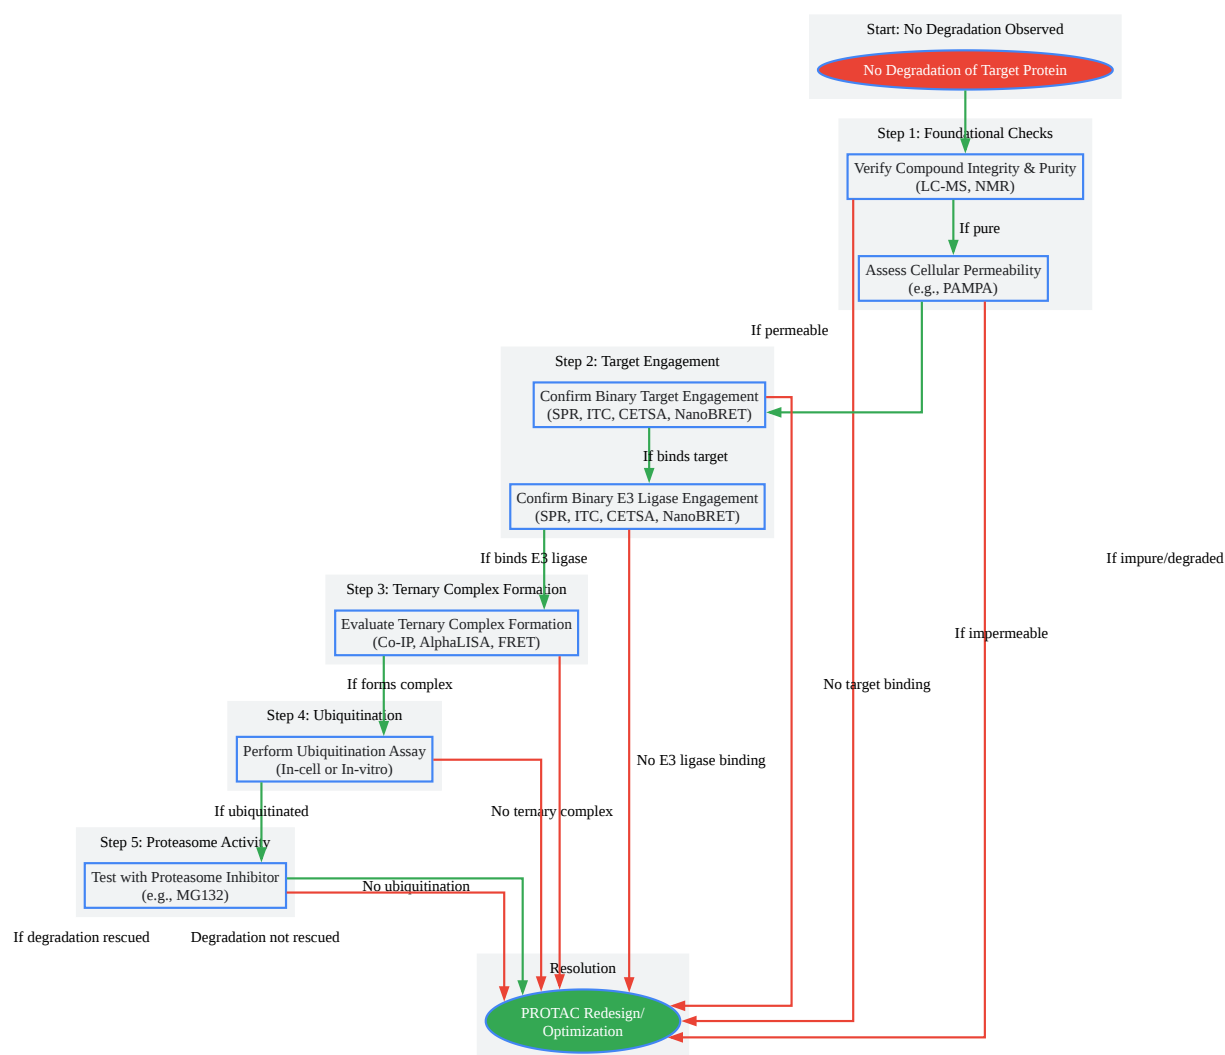 Start: No Degradation Observed
No Degradation of Target Protein
Step 1: Foundational Checks
Verify Compound Integrity & Purity
(LC-MS, NMR)
If pure
Assess Cellular Permeability
(e.g., PAMPA)
If permeable
Step 2: Target Engagement
Confirm Binary Target Engagement
(SPR, ITC, CETSA, NanoBRET)
If binds target
Confirm Binary E3 Ligase Engagement
(SPR, ITC, CETSA, NanoBRET)
If binds E3 ligase
If impure/degraded
Step 3: Ternary Complex Formation
Evaluate Ternary Complex Formation
(Co-IP, AlphaLISA, FRET)
If impermeable
If forms complex
No target binding
Step 4: Ubiquitination
Perform Ubiquitination Assay
(In-cell or In-vitro)
No E3 ligase binding
If ubiquitinated
No ternary complex
Step 5: Proteasome Activity
Test with Proteasome Inhibitor
(e.g., MG132)
No ubiquitination
If degradation rescued
Degradation not rescued
Resolution
PROTAC Redesign/
Optimization